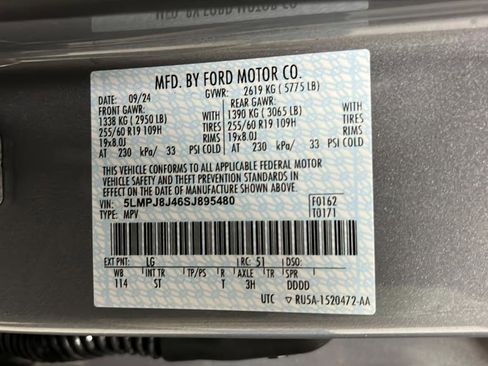 MFD. BY FORD MOTOR CO.
09/24 GVWR: 2619 KG ( 5775 LB)
FRONT GAWR: REAR GAWR:
1338 KG ( 2950 LB) WITH 1390 KG ( 3065 LB) WITH
255/60 R19 109H TIRES 255/60 R19 109H TIRES
19x8.0J RIMS 19x8.0J RIMS
AT 230 kPa/ 33 PSI COLD AT 230 kPa/ 33 PSI COLD
THIS VEHICLE CONFORMS TO ALL APPLICABLE FEDERAL MOTOR
VEHICLE SAFETY AND THEFT PREVENTION STANDARDS IN
EFFECT ON THE DATE OF MANUFACTURE SHOWN ABOVE.
VIN: 5LMPJ8J46SJ895480 F0162
TYPE: MPV T0171
EXT PNT: LG RC: 51 DSO:
WB INT TR TP/PS R AXLE TR SPR
114 ST T 3H DDDD
UTC ▽ RU5A-1520472-AA